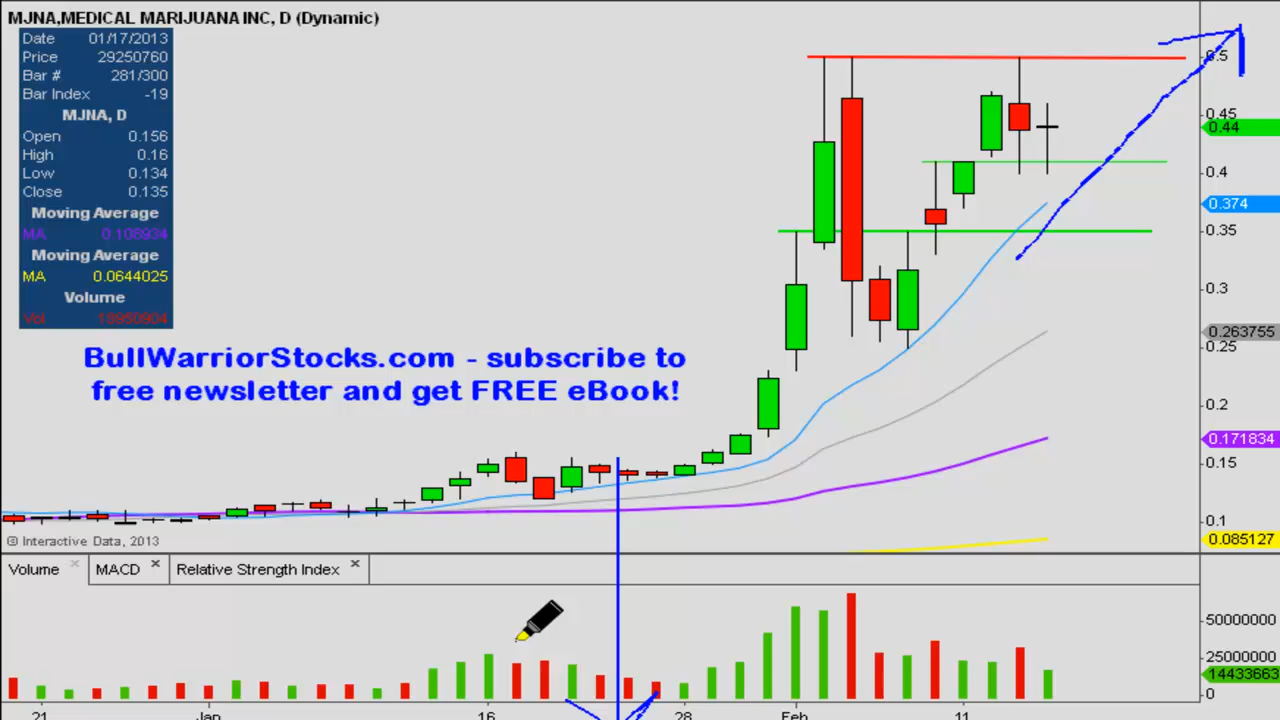 MJNA,MEDICAL MARIJUANA INC, D (Dynamic)
Date 01/17/2013
Price 29250760
Bar # 281/300
Bar Index -19
MJNA, D
Open 0.156
High 0.16
Low 0.134
Close 0.135
Moving Average
MA 0.108934
Moving Average
MA 0.0644025
Volume
Vol 18950904
BullWarriorStocks.com - subscribe to
free newsletter and get FREE eBook!
0.5
0.45
0.44
0.4
0.374
0.35
0.3
0.263755
0.25
0.2
0.171834
0.15
0.1
0.085127
© Interactive Data, 2013
Volume × MACD × Relative Strength Index ×
50000000
25000000
14433663
0
21 Jan 16 28 Feb 11